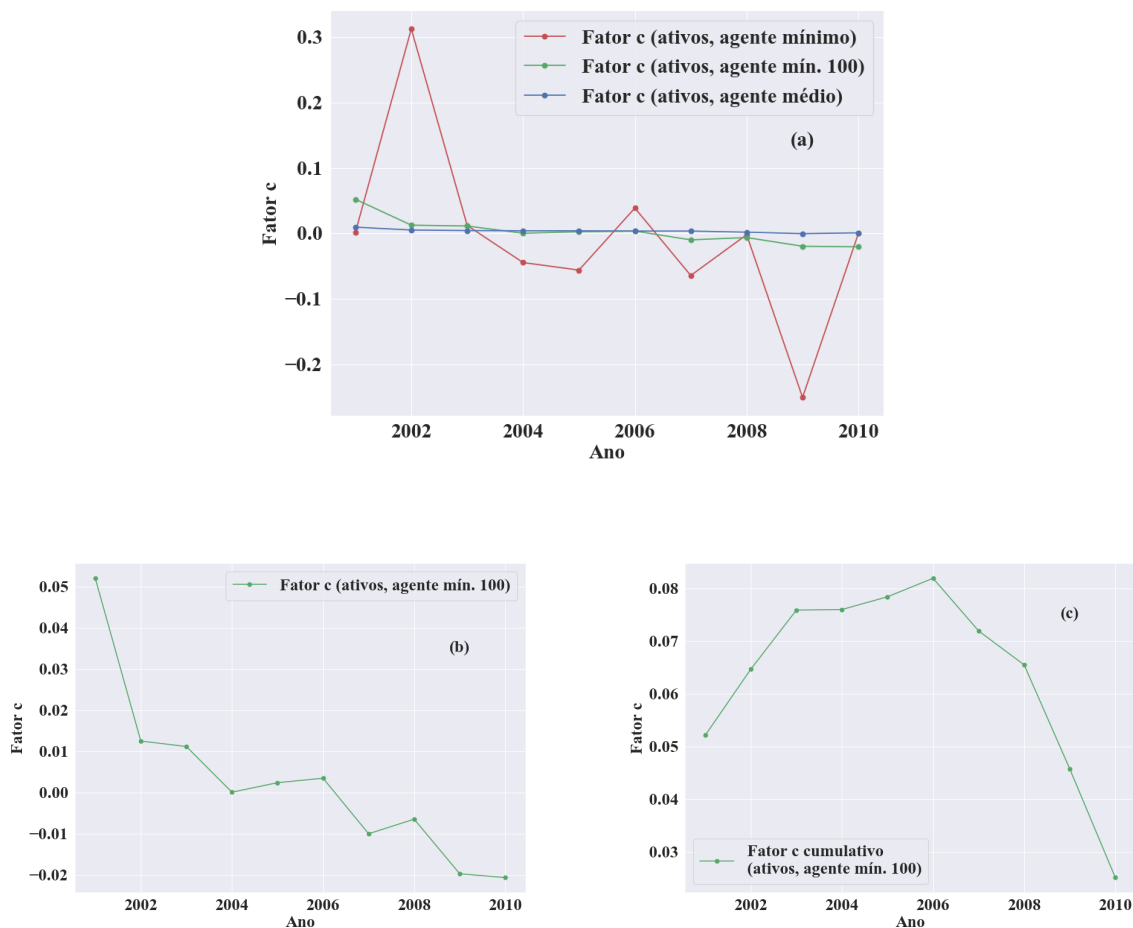 0.3
0.2
0.1
0.0
−0.1
−0.2
Fator c
Fator c (ativos, agente mínimo)
Fator c (ativos, agente mín. 100)
Fator c (ativos, agente médio)
(a)
2002 2004 2006 2008 2010
Ano
0.05
0.04
0.03
0.02
0.01
0.00
−0.01
−0.02
Fator c
Fator c (ativos, agente mín. 100)
(b)
2002 2004 2006 2008 2010
Ano
0.08
0.07
0.06
0.05
0.04
0.03
Fator c
(c)
Fator c cumulativo
(ativos, agente mín. 100)
2002 2004 2006 2008 2010
Ano